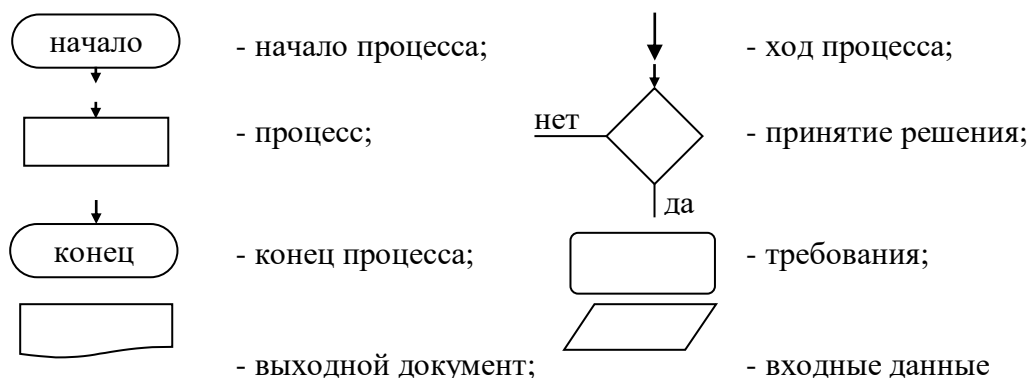 начало - начало процесса; - ход процесса;
нет - процесс; - принятие решения;
да
конец - конец процесса; - требования;
- выходной документ; - входные данные